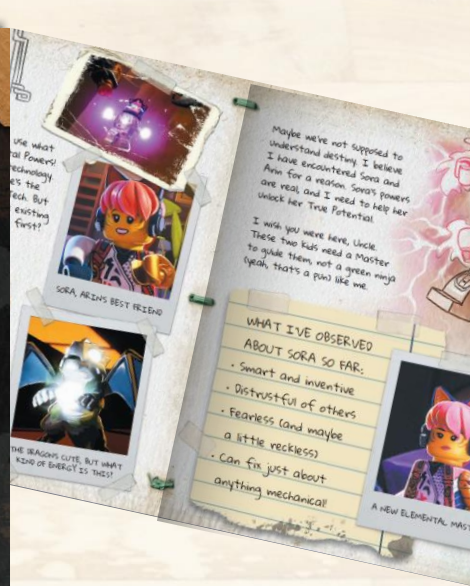 use what
al Powers!
echnology.
e's the
Tech. But
existing
first?
SORA, ARIN'S BEST FRIEND
THE DRAGON'S CUTE, BUT WHAT
KIND OF ENERGY IS THIS?
Maybe we're not supposed to
understand destiny. I believe
I have encountered Sora and
Arin for a reason. Sora's powers
are real, and I need to help her
unlock her True Potential.
I wish you were here, Uncle.
These two kids need a Master
to guide them, not a green ninja
(yeah, that's a pun) like me.
WHAT I'VE OBSERVED
ABOUT SORA SO FAR:
• Smart and inventive
• Distrustful of others
• Fearless (and maybe
a little reckless)
• Can fix just about
anything mechanical!
A NEW ELEMENTAL MAST